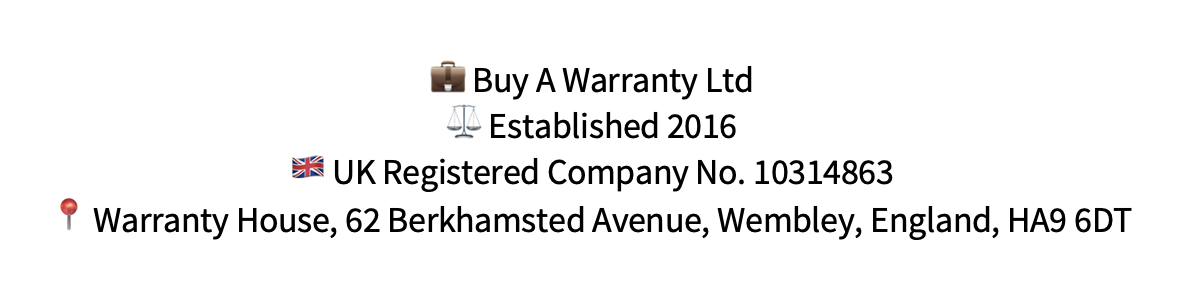 💼 Buy A Warranty Ltd
⚖️ Established 2016
🇬🇧 UK Registered Company No. 10314863
📍 Warranty House, 62 Berkhamsted Avenue, Wembley, England, HA9 6DT